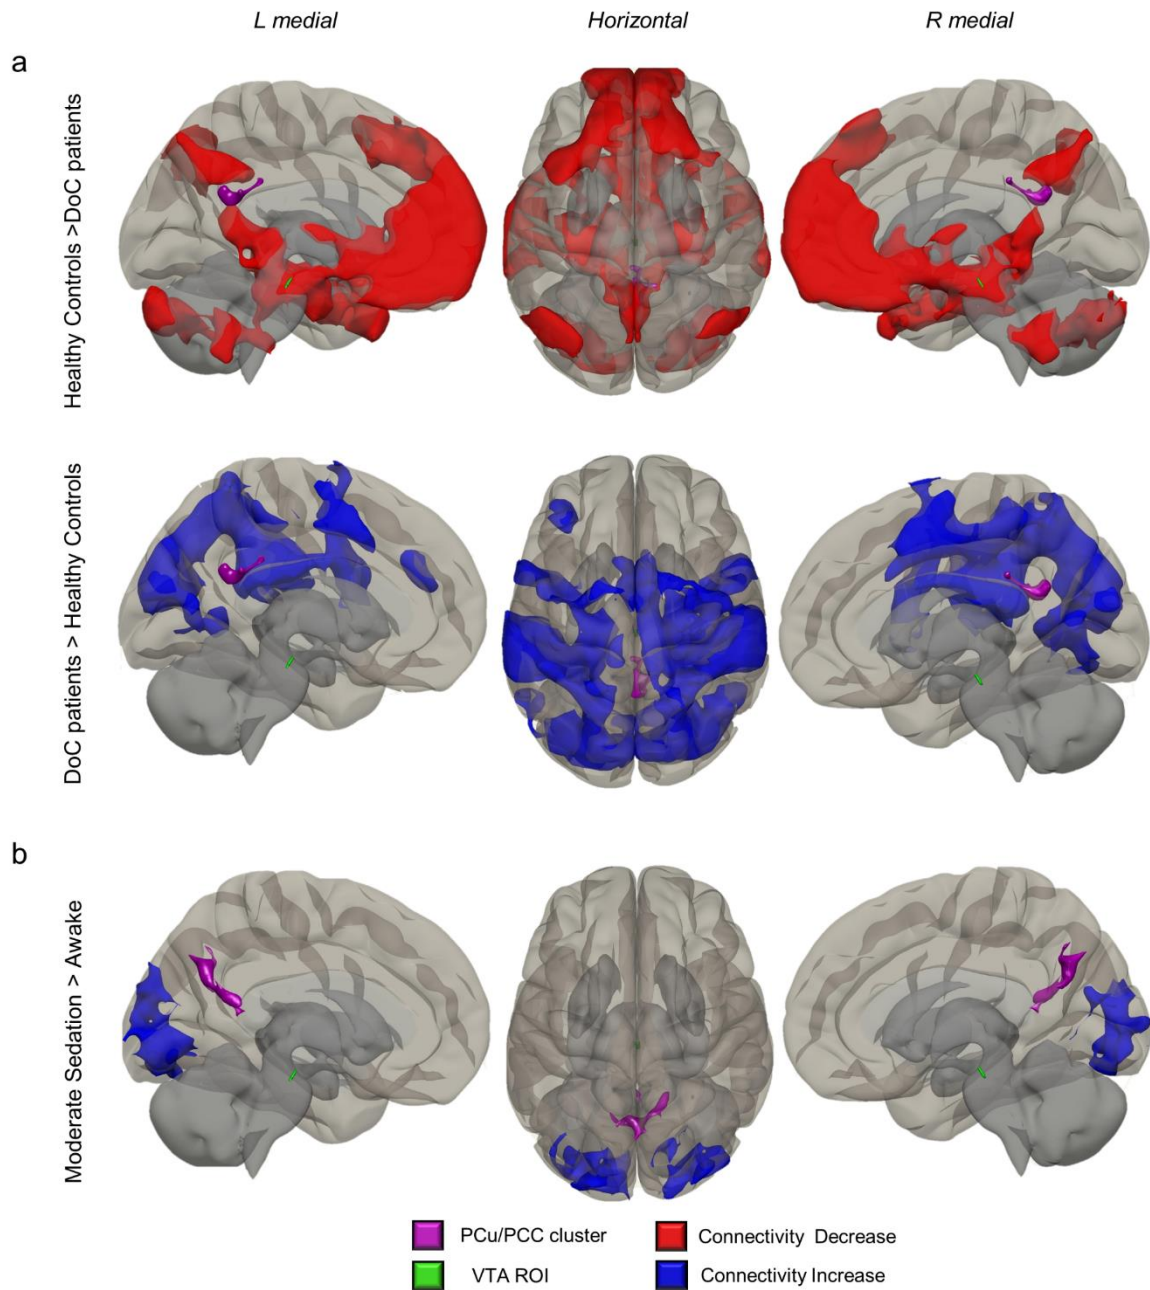 L medial
Horizontal
R medial
a
Healthy Controls >DoC patients
DoC patients > Healthy Controls
b
Moderate Sedation > Awake
PCu/PCC cluster
Connectivity Decrease
VTA ROI
Connectivity Increase